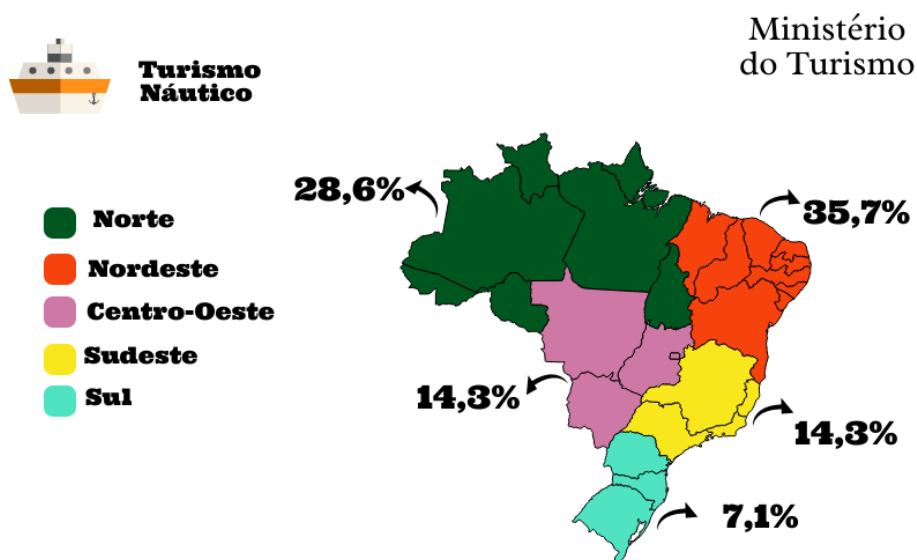 Ministério
do Turismo
Turismo
Náutico
28,6%
35,7%
Norte
Nordeste
Centro-Oeste
Sudeste
Sul
14,3%
14,3%
7,1%